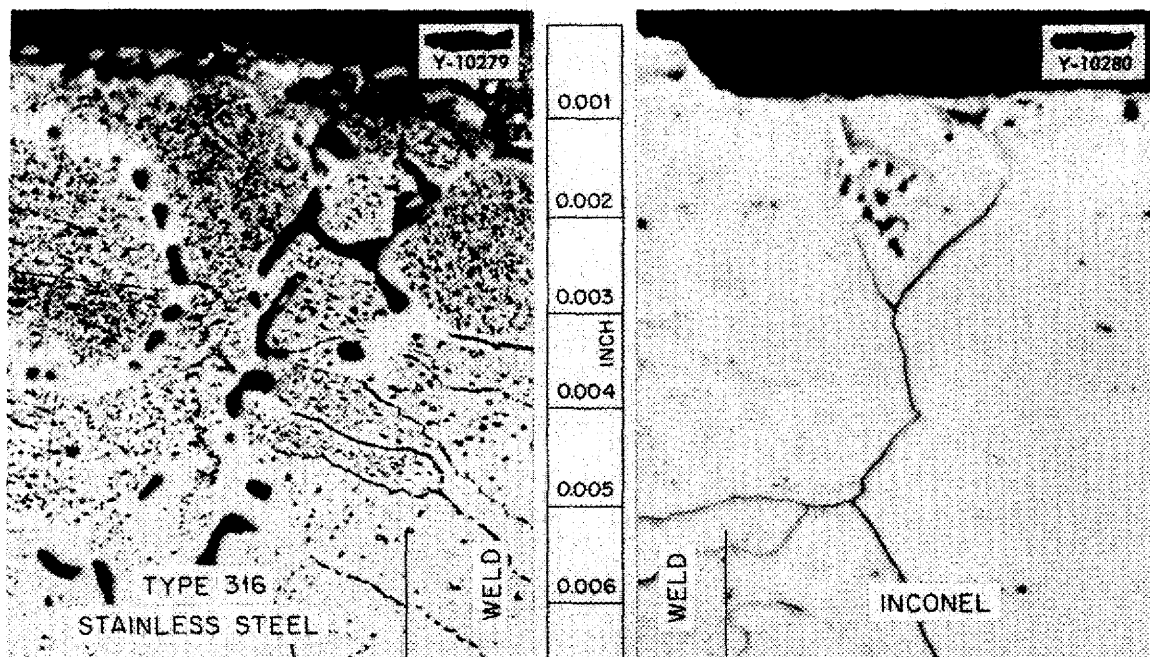 Y-10279
TYPE 316
STAINLESS STEEL
WELD
0.001
0.002
0.003
INCH
0.004
0.005
0.006
Y-10280
WELD
INCONEL